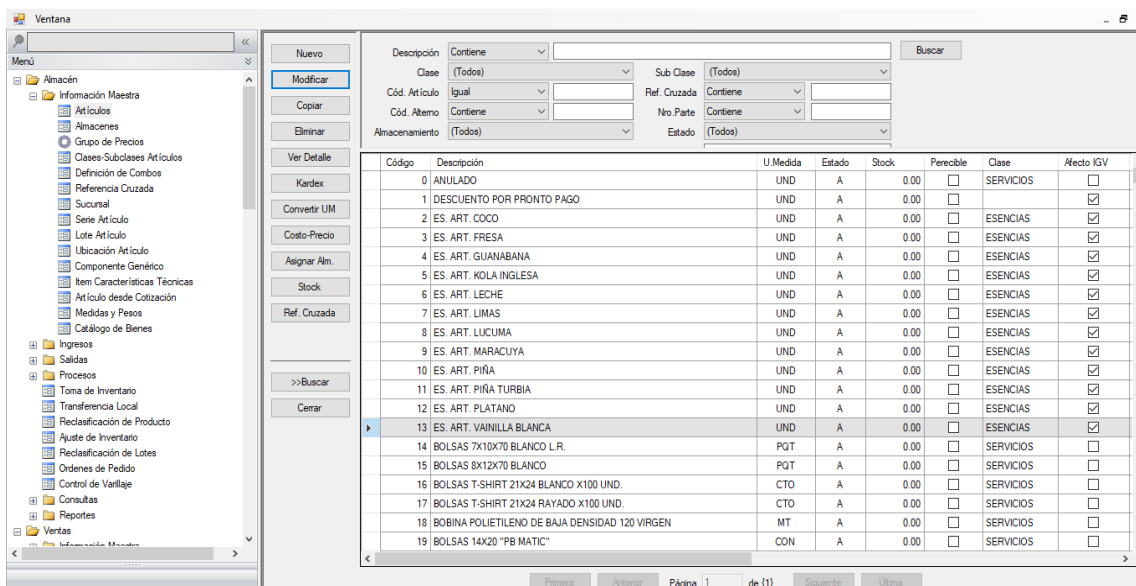 Ventana
Menú
Almacén
Información Maestra
Artículos
Almacenes
Grupo de Precios
Clases-Subclases Artículos
Definición de Combos
Referencia Cruzada
Sucursal
Serie Artículo
Lote Artículo
Ubicación Artículo
Componente Genérico
Item Características Técnicas
Artículo desde Cotización
Medidas y Pesos
Catálogo de Bienes
Ingresos
Salidas
Procesos
Toma de Inventario
Transferencia Local
Reclasificación de Producto
Ajuste de Inventario
Reclasificación de Lotes
Ordenes de Pedido
Control de Varillaje
Consultas
Reportes
Ventas
Información Maestra
Nuevo
Modificar
Copiar
Eliminar
Ver Detalle
Kardex
Convertir UM
Costo-Precio
Asignar Alm.
Stock
Ref. Cruzada
>>Buscar
Cerrar
Descripción Contiene Buscar
Clase (Todos) Sub Clase (Todos)
Cód. Artículo Igual Ref. Cruzada Contiene
Cód. Alterno Contiene Nro.Parte Contiene
Almacenamiento (Todos) Estado (Todos)
Código Descripción U.Medida Estado Stock Perecible Clase Afecto IGV
0 ANULADO UND A 0.00 SERVICIOS
1 DESCUENTO POR PRONTO PAGO UND A 0.00
2 ES. ART. COCO UND A 0.00 ESENCIAS
3 ES. ART. FRESA UND A 0.00 ESENCIAS
4 ES. ART. GUANABANA UND A 0.00 ESENCIAS
5 ES. ART. KOLA INGLESA UND A 0.00 ESENCIAS
6 ES. ART. LECHE UND A 0.00 ESENCIAS
7 ES. ART. LIMAS UND A 0.00 ESENCIAS
8 ES. ART. LUCUMA UND A 0.00 ESENCIAS
9 ES. ART. MARACUYA UND A 0.00 ESENCIAS
10 ES. ART. PIÑA UND A 0.00 ESENCIAS
11 ES. ART. PIÑA TURBIA UND A 0.00 ESENCIAS
12 ES. ART. PLATANO UND A 0.00 ESENCIAS
13 ES. ART. VAINILLA BLANCA UND A 0.00 ESENCIAS
14 BOLSAS 7X10X70 BLANCO L.R. PQT A 0.00 SERVICIOS
15 BOLSAS 8X12X70 BLANCO PQT A 0.00 SERVICIOS
16 BOLSAS T-SHIRT 21X24 BLANCO X100 UND. CTO A 0.00 SERVICIOS
17 BOLSAS T-SHIRT 21X24 RAYADO X100 UND. CTO A 0.00 SERVICIOS
18 BOBINA POLIETILENO DE BAJA DENSIDAD 120 VIRGEN MT A 0.00 SERVICIOS
19 BOLSAS 14X20 "PB MATIC" CON A 0.00 SERVICIOS
Primera Anterior Página 1 de {1} Siguiente Última